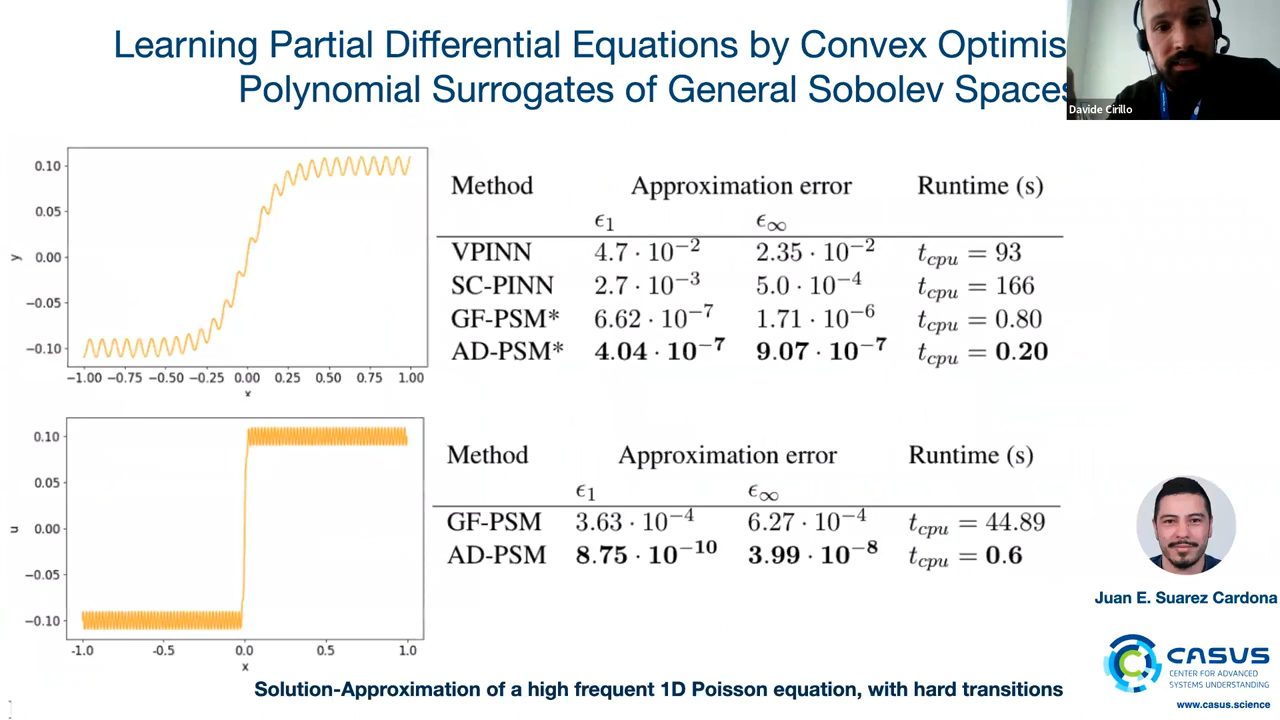 Learning Partial Differential Equations by Convex Optimis
Polynomial Surrogates of General Sobolev Spaces
Davide Cirillo
0.10
0.05
0.00
−0.05
−0.10
y
−1.00 −0.75 −0.50 −0.25 0.00 0.25 0.50 0.75 1.00
x
Method Approximation error Runtime (s)
ϵ₁ ϵ∞
VPINN 4.7 · 10⁻² 2.35 · 10⁻² t_cpu = 93
SC-PINN 2.7 · 10⁻³ 5.0 · 10⁻⁴ t_cpu = 166
GF-PSM* 6.62 · 10⁻⁷ 1.71 · 10⁻⁶ t_cpu = 0.80
AD-PSM* 4.04 · 10⁻⁷ 9.07 · 10⁻⁷ t_cpu = 0.20
0.10
0.05
0.00
−0.05
−0.10
u
-1.0 -0.5 0.0 0.5 1.0
x
Method Approximation error Runtime (s)
ϵ₁ ϵ∞
GF-PSM 3.63 · 10⁻⁴ 6.27 · 10⁻⁴ t_cpu = 44.89
AD-PSM 8.75 · 10⁻¹⁰ 3.99 · 10⁻⁸ t_cpu = 0.6
Juan E. Suarez Cardona
CASUS
CENTER FOR ADVANCED
SYSTEMS UNDERSTANDING
www.casus.science
Solution-Approximation of a high frequent 1D Poisson equation, with hard transitions